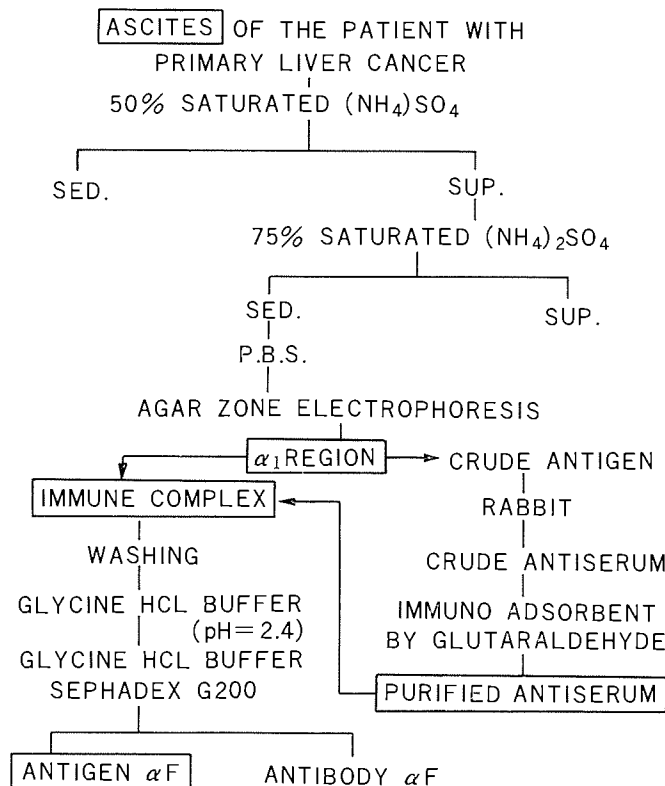 ASCITES OF THE PATIENT WITH
PRIMARY LIVER CANCER
50% SATURATED (NH₄)SO₄
SED.
SUP.
75% SATURATED (NH₄)₂SO₄
SED.
SUP.
P.B.S.
AGAR ZONE ELECTROPHORESIS
α₁REGION
CRUDE ANTIGEN
IMMUNE COMPLEX
RABBIT
WASHING
CRUDE ANTISERUM
GLYCINE HCL BUFFER
(pH=2.4)
IMMUNO ADSORBENT
BY GLUTARALDEHYDE
GLYCINE HCL BUFFER
SEPHADEX G200
PURIFIED ANTISERUM
ANTIGEN αF
ANTIBODY αF